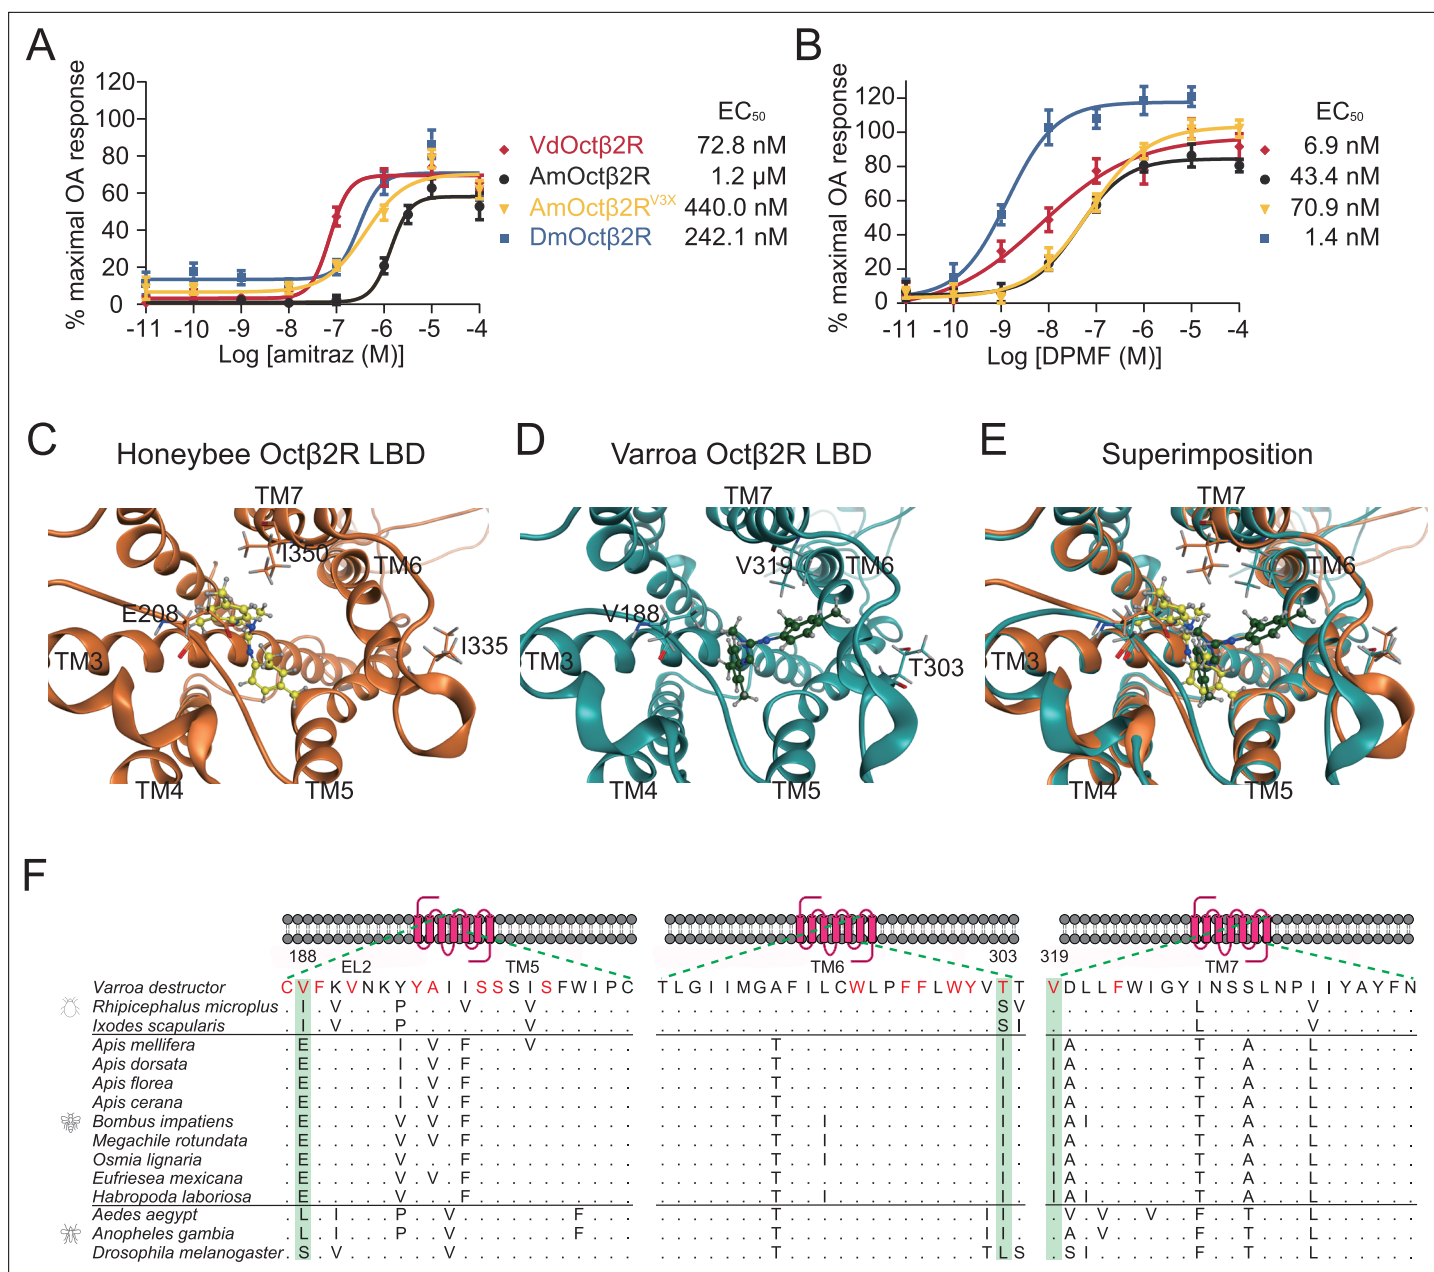 A
120
100
80
60
40
20
0
% maximal OA response
-11 -10 -9 -8 -7 -6 -5 -4
Log [amitraz (M)]
EC50
VdOctβ2R 72.8 nM
AmOctβ2R 1.2 µM
AmOctβ2R^V3X 440.0 nM
DmOctβ2R 242.1 nM
B
120
100
80
60
40
20
0
% maximal OA response
-11 -10 -9 -8 -7 -6 -5 -4
Log [DPMF (M)]
EC50
6.9 nM
43.4 nM
70.9 nM
1.4 nM
C Honeybee Octβ2R LBD
TM7
I350
TM6
E208
I335
TM3
TM4 TM5
D Varroa Octβ2R LBD
TM7
V319 TM6
V188
T303
TM3
TM4 TM5
E Superimposition
TM7
TM6
TM3
TM4 TM5
F
188 EL2 TM5 TM6 303 319 TM7
Varroa destructor C V F K V N K Y Y A I I S S S I S F W I P C T L G I I M G A F I L C W L P F F L W Y V T T V D L L F W I G Y I N S S L N P I I Y A Y F N
Rhipicephalus microplus . I . V . . . P . . . V . . . V . . . . . . . . . . . . . . . . . . . . . . . . . . . S V . . . . . . . . . L . . . . . . V . . . . . .
Ixodes scapularis . I . V . . . P . . . . . . . V . . . . . . . . . . . . . . . . . . . . . . . . . . . S I . . . . . . . . . L . . . . . . V . . . . . .
Apis mellifera . E . . . . . I . V . F . . . V . . . . . . . . . . . . . T . . . . . . . . . . . . . I . I A . . . . . . . T . . A . . . L . . . . . .
Apis dorsata . E . . . . . I . V . F . . . . . . . . . . . . . . . . . T . . . . . . . . . . . . . I . I A . . . . . . . T . . A . . . L . . . . . .
Apis florea . E . . . . . I . V . F . . . . . . . . . . . . . . . . . T . . . . . . . . . . . . . I . I A . . . . . . . T . . A . . . L . . . . . .
Apis cerana . E . . . . . I . V . F . . . . . . . . . . . . . . . . . T . . . . . . . . . . . . . I . I A . . . . . . . T . . A . . . L . . . . . .
Bombus impatiens . E . . . . . V . V . F . . . . . . . . . . . . . . . . . T . . I . . . . . . . . . . I . I A I . . . . . . T . . A . . . L . . . . . .
Megachile rotundata . E . . . . . V . V . F . . . . . . . . . . . . . . . . . T . . I . . . . . . . . . . I . I A . . . . . . . T . . A . . . L . . . . . .
Osmia lignaria . E . . . . . V . . . F . . . . . . . . . . . . . . . . . T . . I . . . . . . . . . . I . I A . . . . . . . T . . A . . . L . . . . . .
Eufriesea mexicana . E . . . . . V . V . F . . . . . . . . . . . . . . . . . T . . . . . . . . . . . . . I . I A . . . . . . . T . . A . . . L . . . . . .
Habropoda laboriosa . E . . . . . V . . . F . . . . . . . . . . . . . . . . . T . . I . . . . . . . . . . I . I A I . . . . . . T . . A . . . L . . . . . .
Aedes aegypt . L . I . . . P . . V . . . . . . . F . . . . . . . . . . T . . . . . . . . . . . . I I . . V . V . . V . . F . . T . . . L . . . . . .
Anopheles gambia . L . I . . . P . . V . . . . . . . F . . . . . . . . . . T . . . . . . . . . . . . I I . . A . V . . . . . F . . T . . . L . . . . . .
Drosophila melanogaster . S . V . . . . . . V . . . . . . . . . . . . . . . . . . T . . . . . . . . . . . . T L S . S I . . . . . . F . . T . . . L . . . . . .